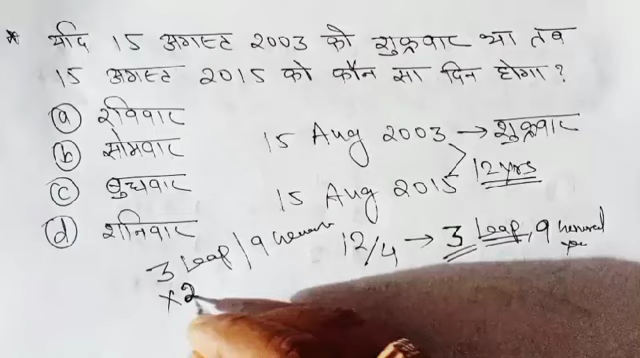 * यदि 15 अगस्ट 2003 को शुक्रवार था तब
15 अगस्ट 2015 को कौन सा दिन होगा?
(a) रविवार
(b) सोमवार
(c) बुधवार
(d) शनिवार
15 Aug 2003 → शुक्रवार
15 Aug 2015 12 yrs
12/4 → 3 Leap, 9
3 Leap | 9
×2